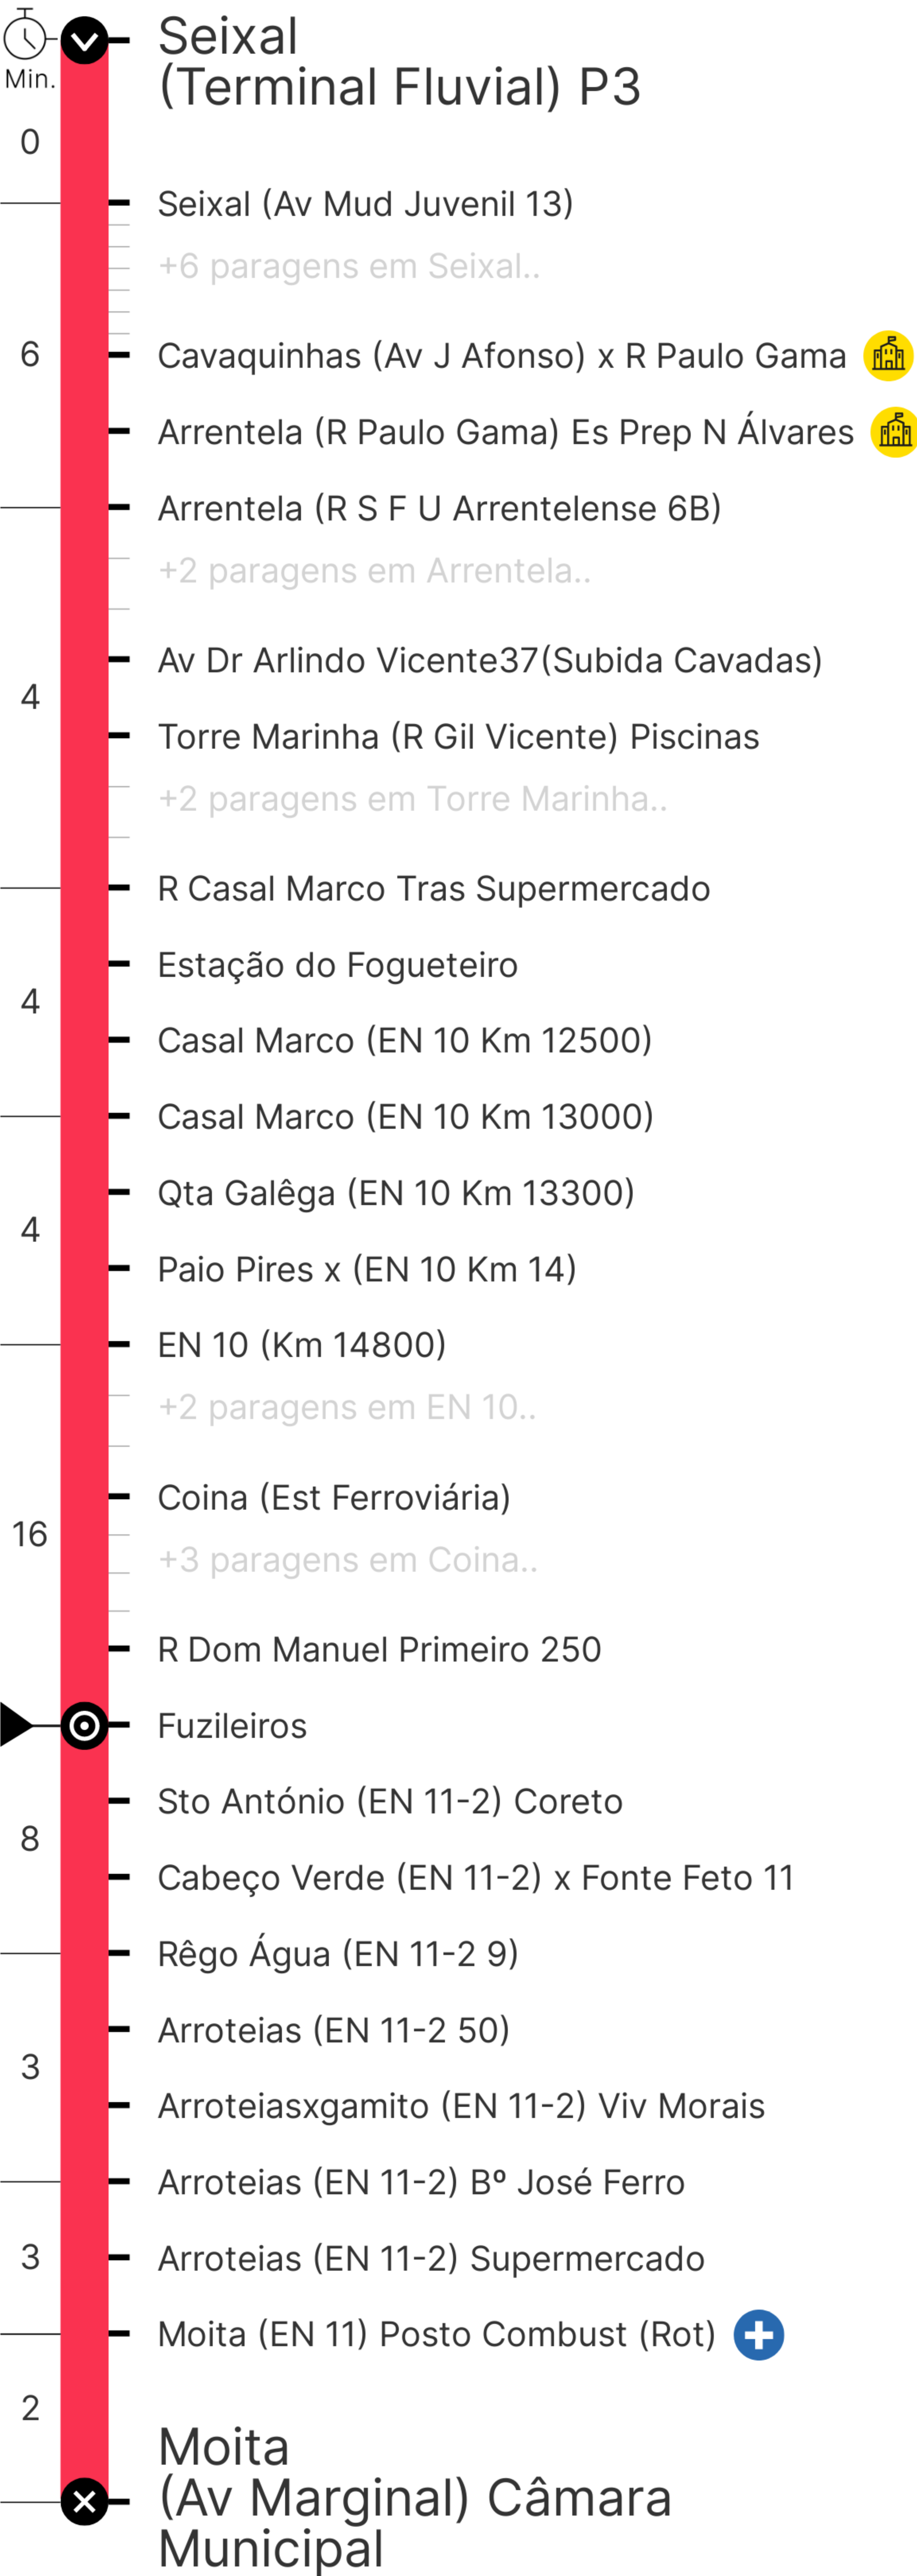 Seixal
(Terminal Fluvial) P3
Min.
0
Seixal (Av Mud Juvenil 13)
+6 paragens em Seixal..
6
Cavaquinhas (Av J Afonso) x R Paulo Gama
Arrentela (R Paulo Gama) Es Prep N Álvares
Arrentela (R S F U Arrentelense 6B)
+2 paragens em Arrentela..
Av Dr Arlindo Vicente37(Subida Cavadas)
4
Torre Marinha (R Gil Vicente) Piscinas
+2 paragens em Torre Marinha..
R Casal Marco Tras Supermercado
Estação do Fogueteiro
4
Casal Marco (EN 10 Km 12500)
Casal Marco (EN 10 Km 13000)
Qta Galêga (EN 10 Km 13300)
4
Paio Pires x (EN 10 Km 14)
EN 10 (Km 14800)
+2 paragens em EN 10..
Coina (Est Ferroviária)
16
+3 paragens em Coina..
R Dom Manuel Primeiro 250
Fuzileiros
Sto António (EN 11-2) Coreto
8
Cabeço Verde (EN 11-2) x Fonte Feto 11
Rêgo Água (EN 11-2 9)
Arroteias (EN 11-2 50)
3
Arroteiasxgamito (EN 11-2) Viv Morais
Arroteias (EN 11-2) Bº José Ferro
3
Arroteias (EN 11-2) Supermercado
Moita (EN 11) Posto Combust (Rot)
2
Moita
(Av Marginal) Câmara
Municipal